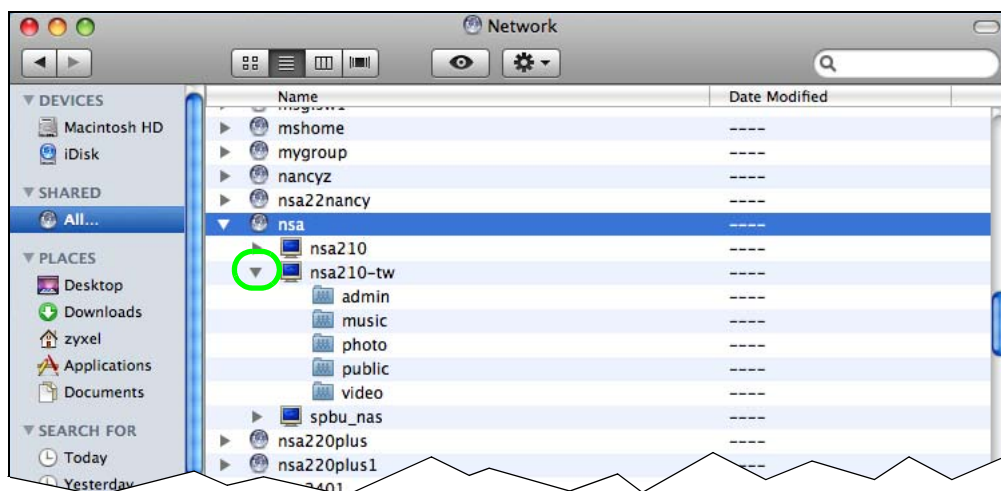 Network
Name
Date Modified
DEVICES
Macintosh HD
iDisk
SHARED
All...
PLACES
Desktop
Downloads
zyxel
Applications
Documents
SEARCH FOR
Today
Yesterday
mshome ----
mygroup ----
nancyz ----
nsa22nancy ----
nsa ----
nsa210 ----
nsa210-tw ----
admin ----
music ----
photo ----
public ----
video ----
spbu_nas ----
nsa220plus ----
nsa220plus1 ----